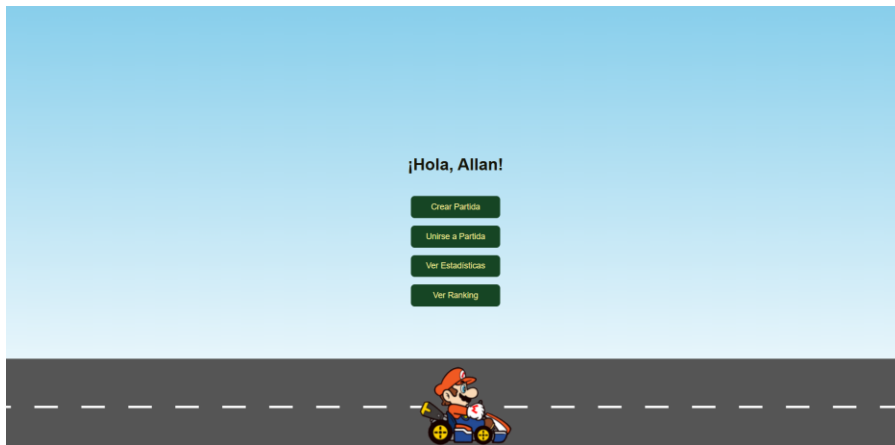 ¡Hola, Allan!
Crear Partida
Unirse a Partida
Ver Estadísticas
Ver Ranking